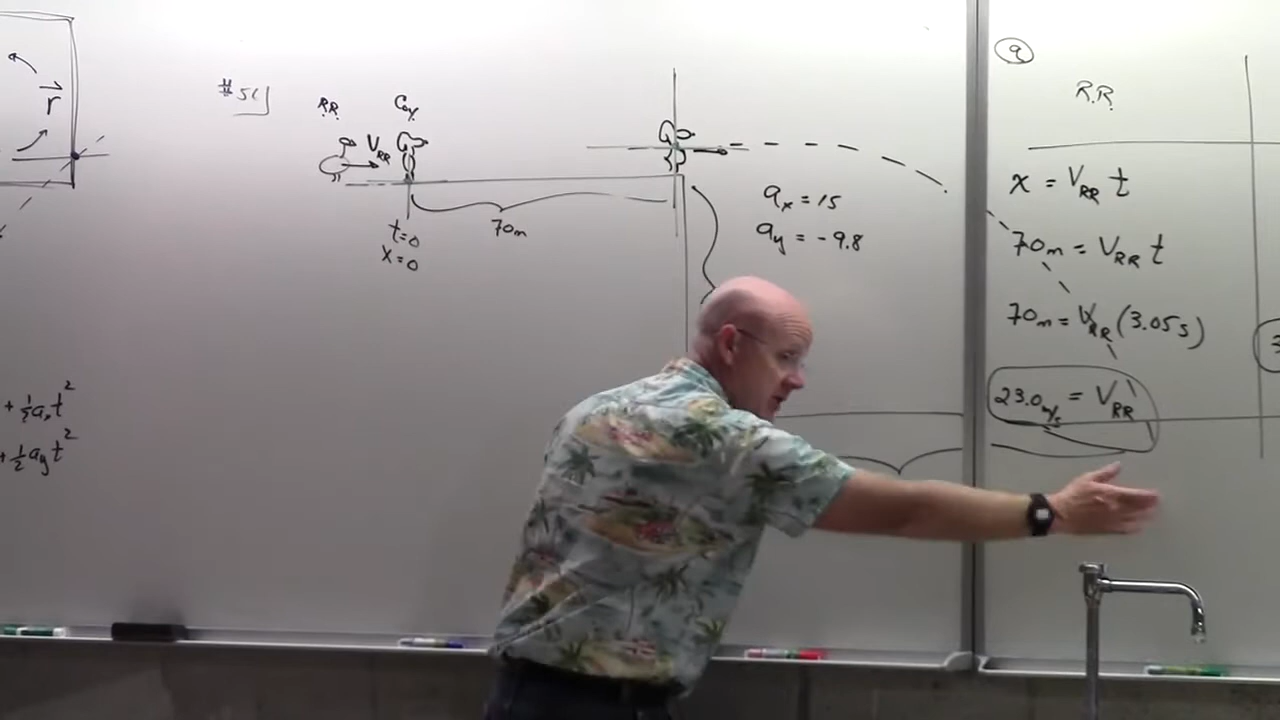 r
#51
R.R.
Coy.
V_RR
t=0
x=0
70m
a_x = 15
a_y = -9.8
+ ½a_x t²
+ ½a_y t²
a
R.R.
x = V_RR t
70m = V_RR t
70m = V_RR (3.05s)
23.0 m/s = V_RR
3